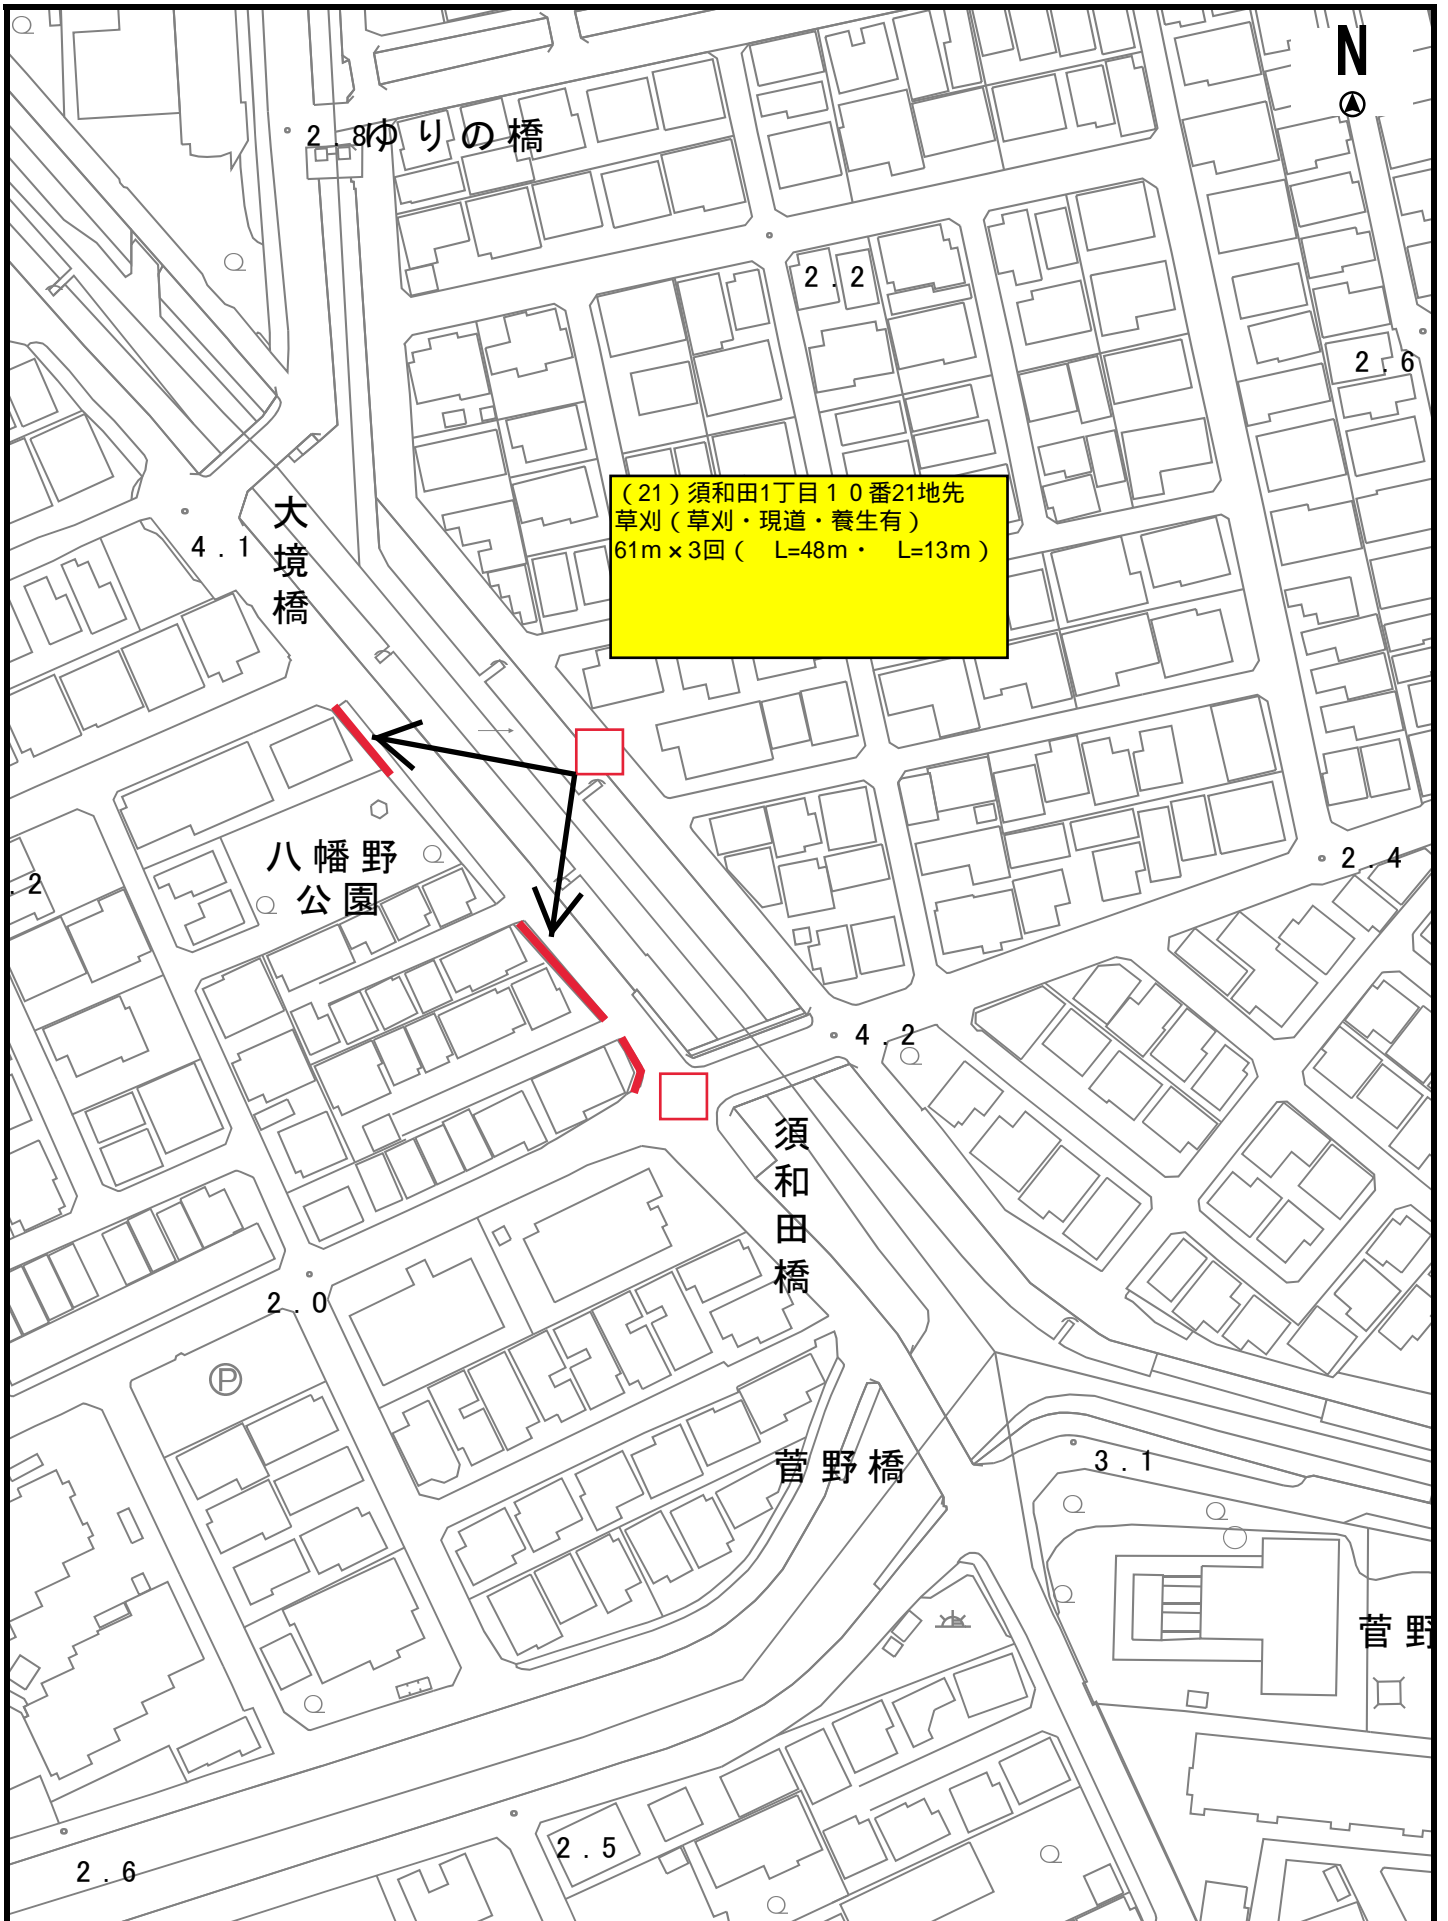 N
2.8
ゆりの橋
2.2
2.6
(21)須和田1丁目10番21地先
草刈(草刈・現道・養生有)
61m×3回(　L=48m・　L=13m)
大境橋
4.1
八幡野
公園
.2
2.4
4.2
須和田橋
2.0
P
菅野橋
3.1
菅野
2.5
2.6